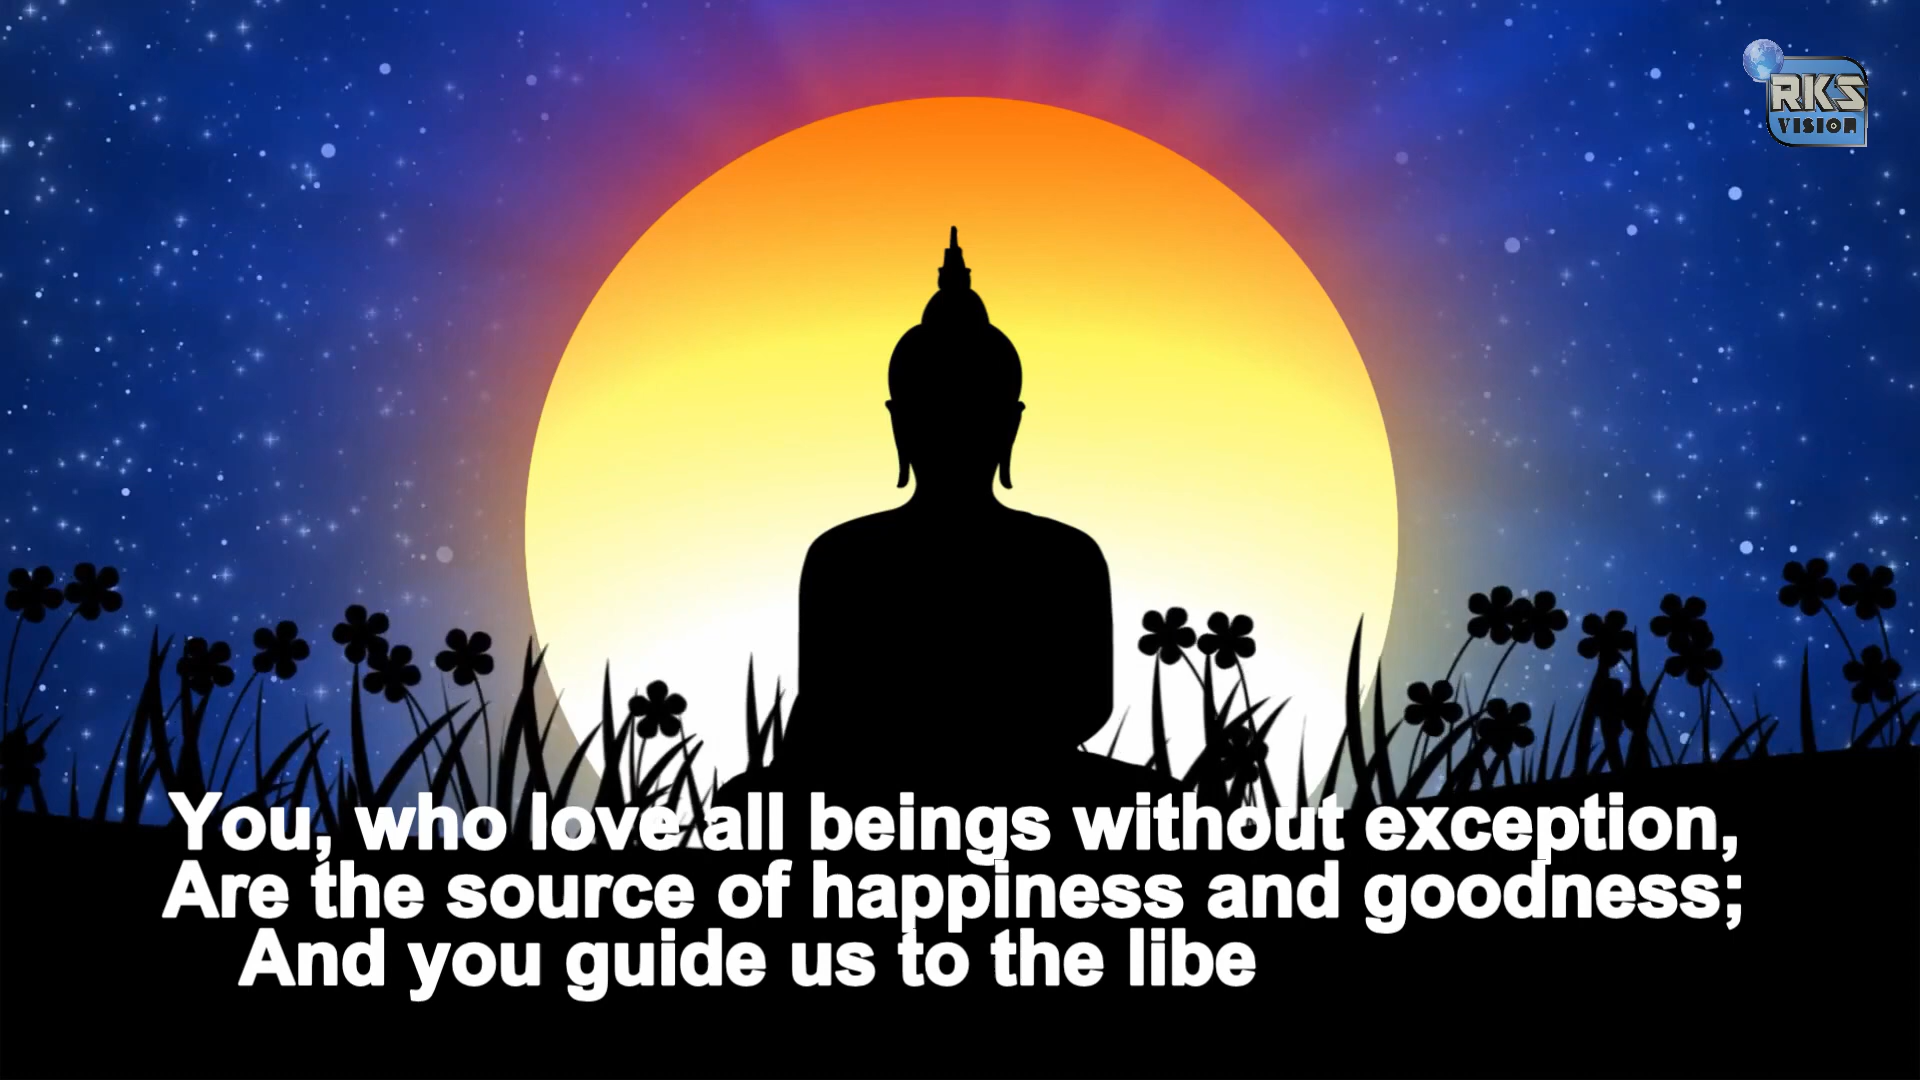 RKS
VISION
You, who love all beings without exception,
Are the source of happiness and goodness;
And you guide us to the libe